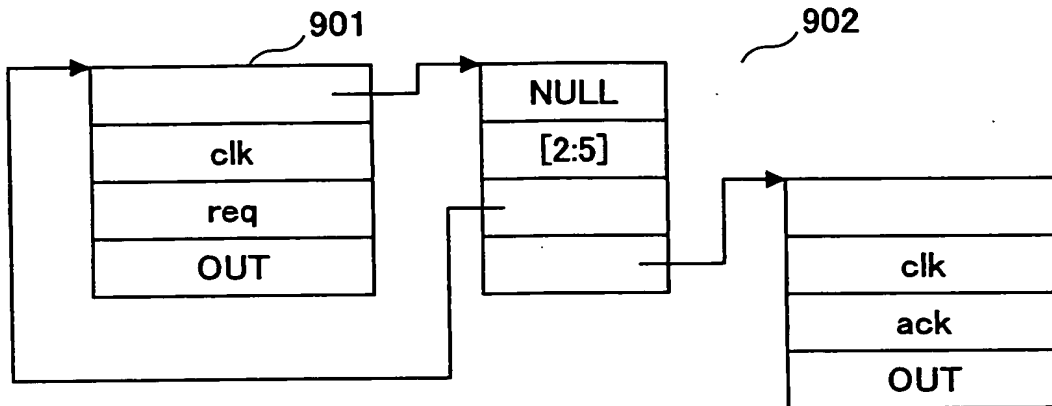 901
902
clk
req
OUT
NULL
[2:5]
clk
ack
OUT